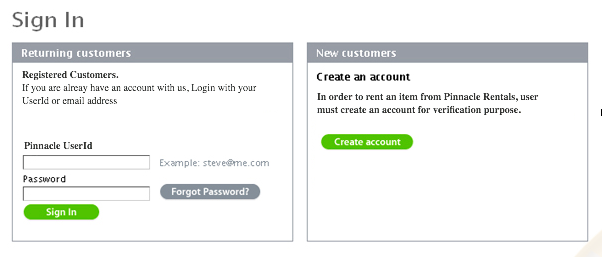 Sign In
Returning customers
Registered Customers.
If you are alreay have an account with us, Login with your
UserId or email address
Pinnacle UserId
Example: steve@me.com
Password
Forgot Password?
Sign In
New customers
Create an account
In order to rent an item from Pinnacle Rentals, user
must create an account for verification purpose.
Create account